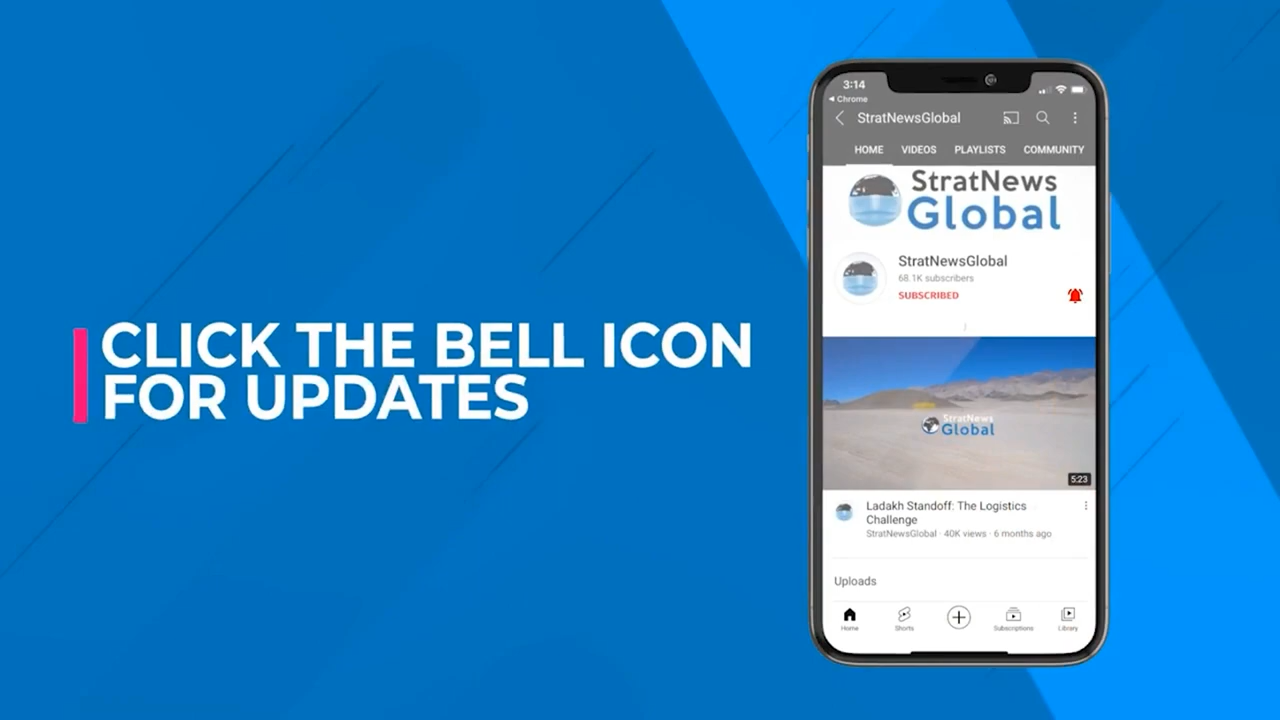 CLICK THE BELL ICON
FOR UPDATES
3:14
Chrome
StratNewsGlobal
HOME VIDEOS PLAYLISTS COMMUNITY
StratNews
Global
StratNewsGlobal
68.1K subscribers
SUBSCRIBED
StratNews
Global
5:23
Ladakh Standoff: The Logistics
Challenge
StratNewsGlobal · 40K views · 6 months ago
Uploads
Home Shorts Subscriptions Library